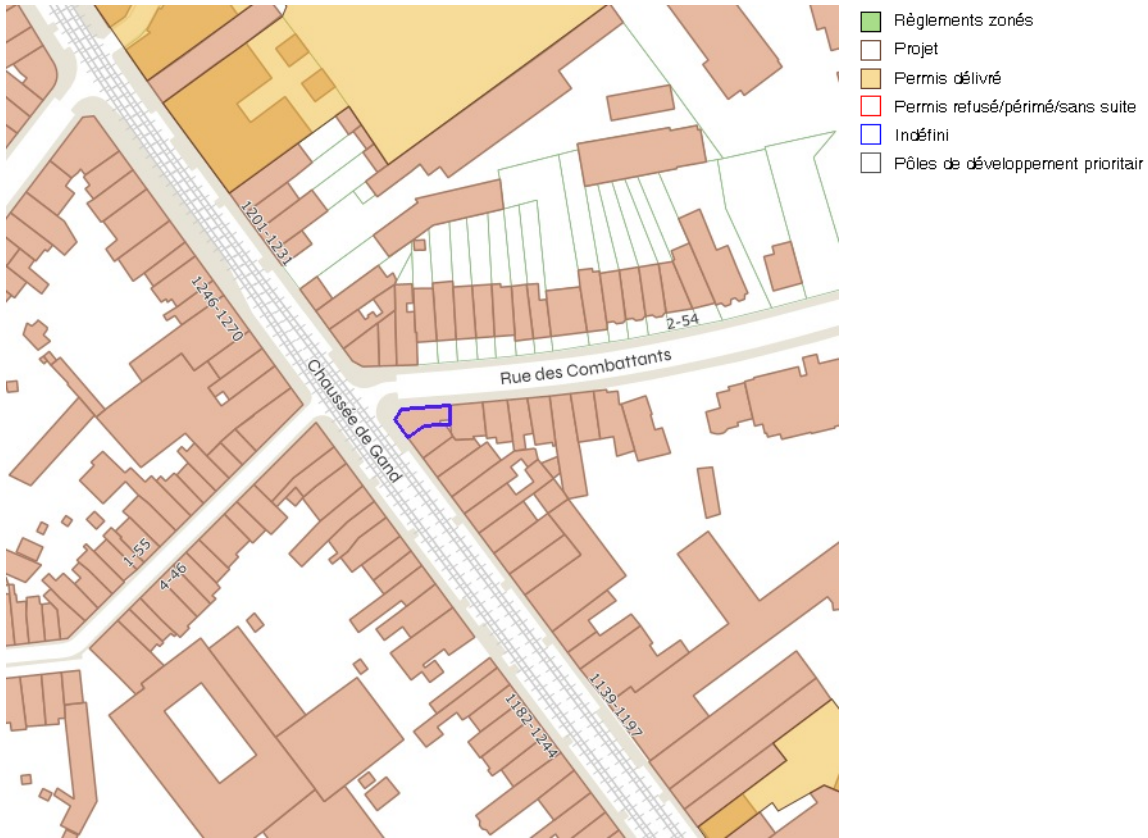 Règlements zonés
Projet
Permis délivré
Permis refusé/périmé/sans suite
Indéfini
Pôles de développement prioritair
1201-1231
1246-1270
2-54
Rue des Combattants
Chaussée de Gand
1-55
4-46
1139-1197
1182-1244